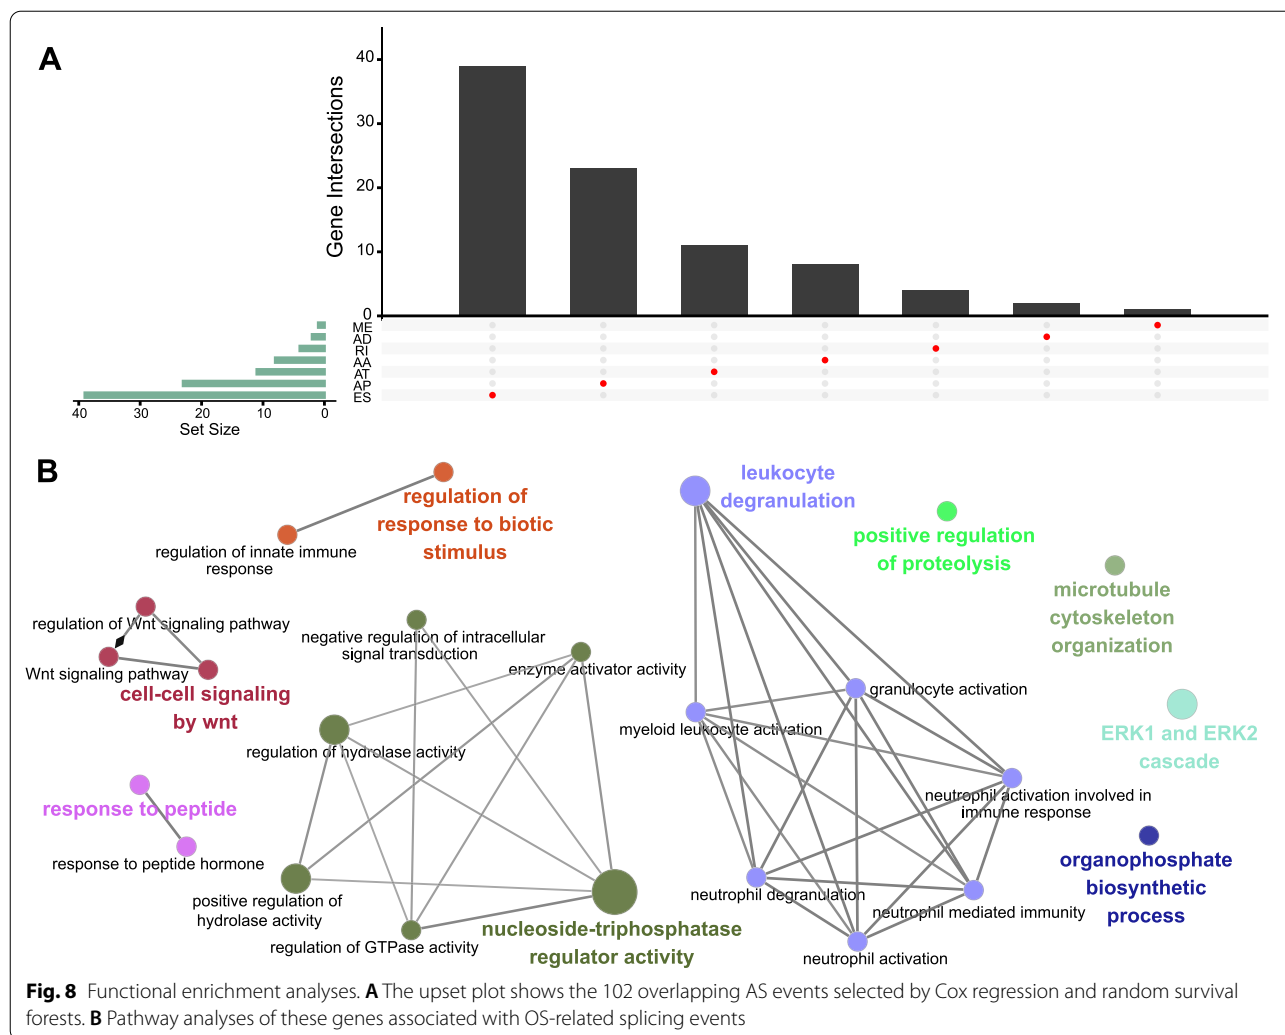 A
Gene Intersections
40
30
20
10
0
ME
AD
RI
AA
AT
AP
ES
40 30 20 10 0
Set Size
B
regulation of
response to biotic
stimulus
regulation of innate immune
response
regulation of Wnt signaling pathway
Wnt signaling pathway
cell-cell signaling
by wnt
response to peptide
response to peptide hormone
negative regulation of intracellular
signal transduction
enzyme activator activity
regulation of hydrolase activity
positive regulation of
hydrolase activity
regulation of GTPase activity
nucleoside-triphosphatase
regulator activity
leukocyte
degranulation
granulocyte activation
myeloid leukocyte activation
neutrophil activation involved in
immune response
neutrophil degranulation
neutrophil mediated immunity
neutrophil activation
positive regulation
of proteolysis
microtubule
cytoskeleton
organization
ERK1 and ERK2
cascade
organophosphate
biosynthetic
process
Fig. 8 Functional enrichment analyses. A The upset plot shows the 102 overlapping AS events selected by Cox regression and random survival
forests. B Pathway analyses of these genes associated with OS-related splicing events